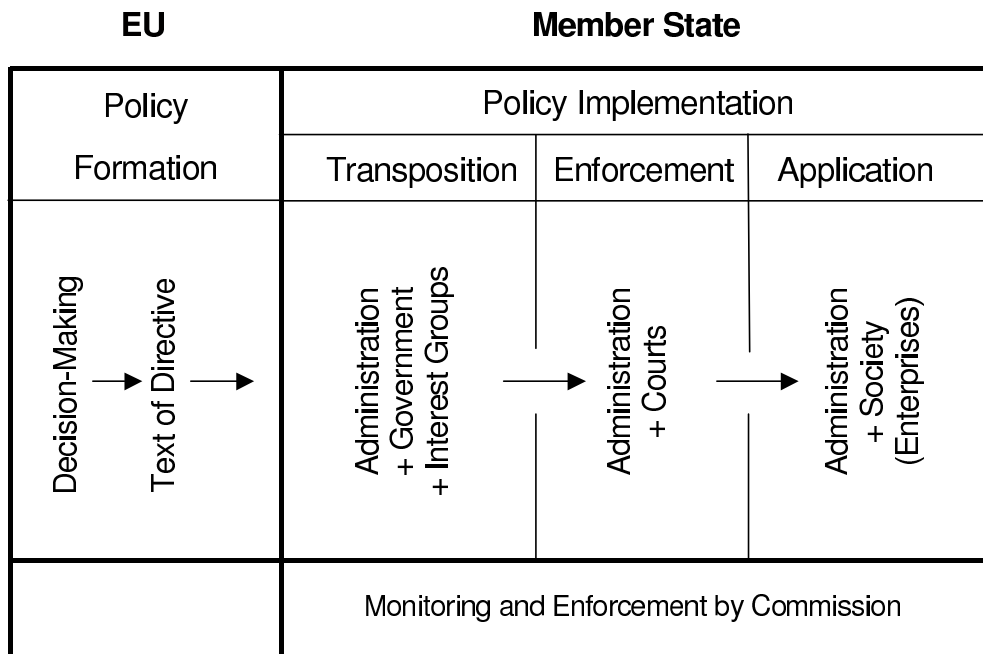 EU
Member State
Policy
Formation
Policy Implementation
Transposition
Enforcement
Application
Decision-Making
Text of Directive
Administration
+ Government
+ Interest Groups
Administration
+ Courts
Administration
+ Society
(Enterprises)
Monitoring and Enforcement by Commission